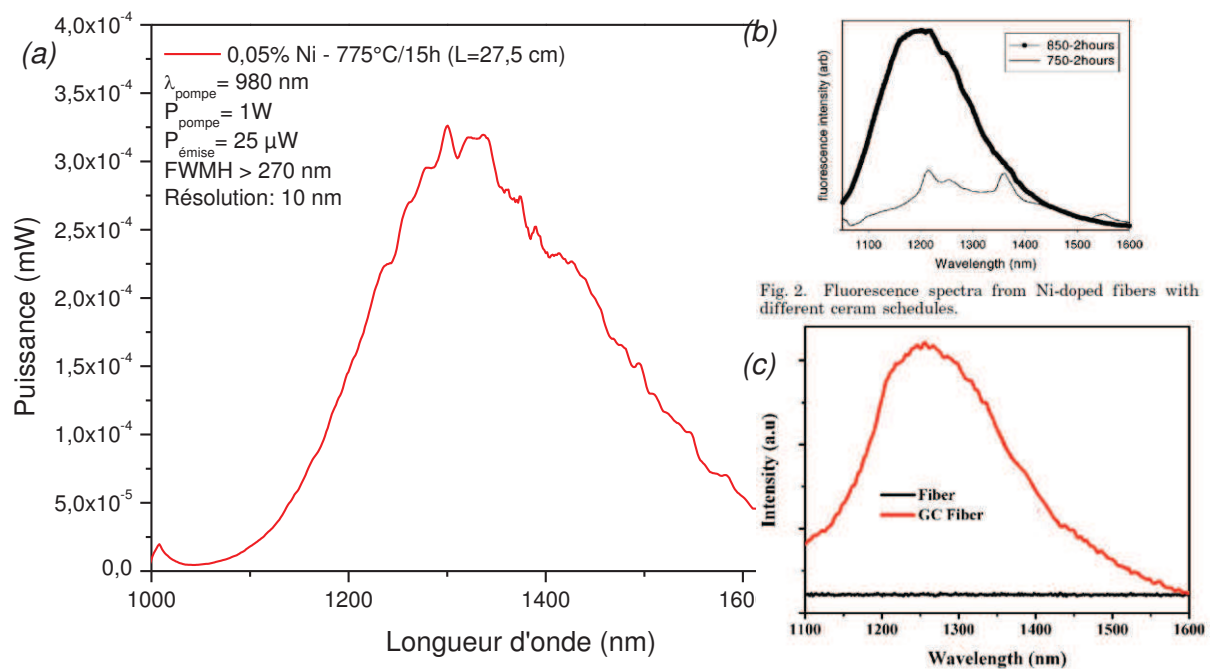 (a)
4,0x10-4
3,5x10-4
3,0x10-4
2,5x10-4
2,0x10-4
1,5x10-4
1,0x10-4
5,0x10-5
0,0
Puissance (mW)
0,05% Ni - 775°C/15h (L=27,5 cm)
λpompe= 980 nm
Ppompe= 1W
Pémise= 25 µW
FWMH > 270 nm
Résolution: 10 nm
1000 1200 1400 160
Longueur d'onde (nm)
(b)
fluorescence intensity (arb)
850-2hours
750-2hours
1100 1200 1300 1400 1500 1600
Wavelength (nm)
Fig. 2. Fluorescence spectra from Ni-doped fibers with
different ceram schedules.
(c)
Intensity (a.u)
Fiber
GC Fiber
1100 1200 1300 1400 1500 1600
Wavelength (nm)